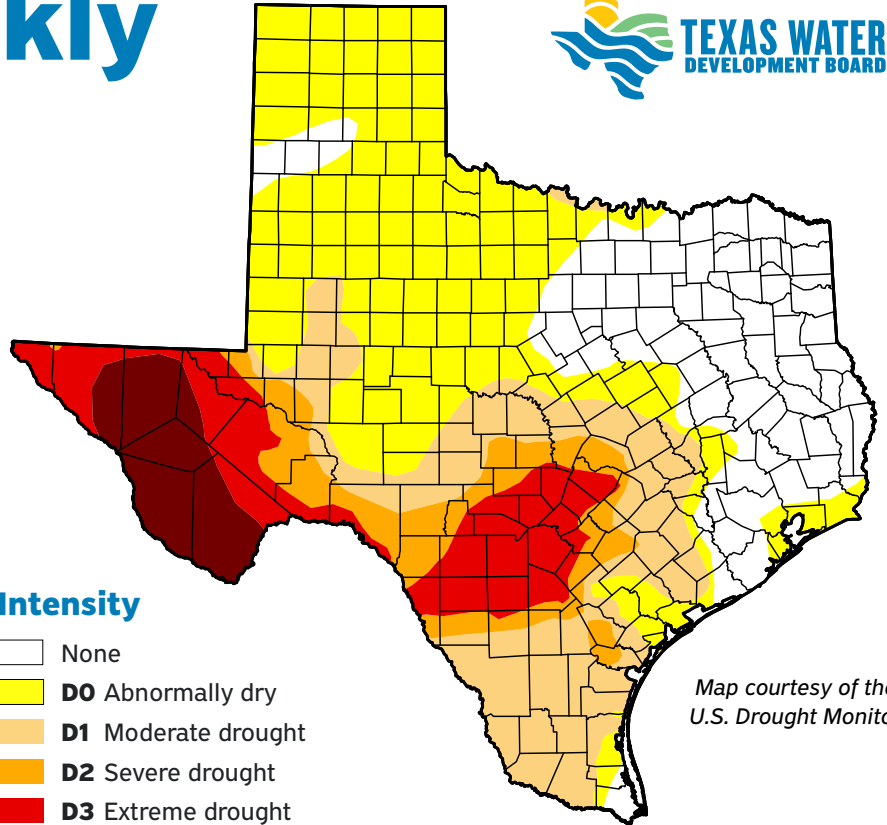 kly
TEXAS WATER
DEVELOPMENT BOARD
Intensity
None
D0 Abnormally dry
D1 Moderate drought
D2 Severe drought
D3 Extreme drought
Map courtesy of the
U.S. Drought Monito